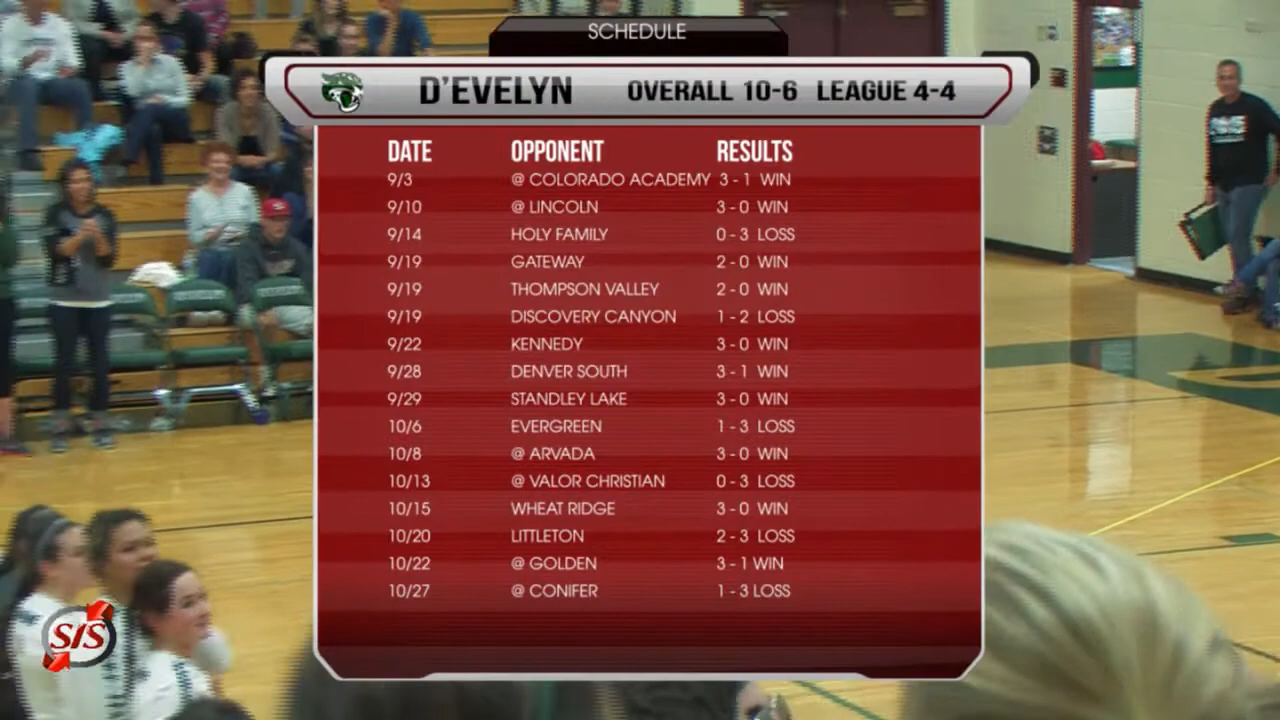 SCHEDULE
D'EVELYN OVERALL 10-6 LEAGUE 4-4
DATE OPPONENT RESULTS
9/3 @ COLORADO ACADEMY 3 - 1 WIN
9/10 @ LINCOLN 3 - 0 WIN
9/14 HOLY FAMILY 0 - 3 LOSS
9/19 GATEWAY 2 - 0 WIN
9/19 THOMPSON VALLEY 2 - 0 WIN
9/19 DISCOVERY CANYON 1 - 2 LOSS
9/22 KENNEDY 3 - 0 WIN
9/28 DENVER SOUTH 3 - 1 WIN
9/29 STANDLEY LAKE 3 - 0 WIN
10/6 EVERGREEN 1 - 3 LOSS
10/8 @ ARVADA 3 - 0 WIN
10/13 @ VALOR CHRISTIAN 0 - 3 LOSS
10/15 WHEAT RIDGE 3 - 0 WIN
10/20 LITTLETON 2 - 3 LOSS
10/22 @ GOLDEN 3 - 1 WIN
10/27 @ CONIFER 1 - 3 LOSS
SIS